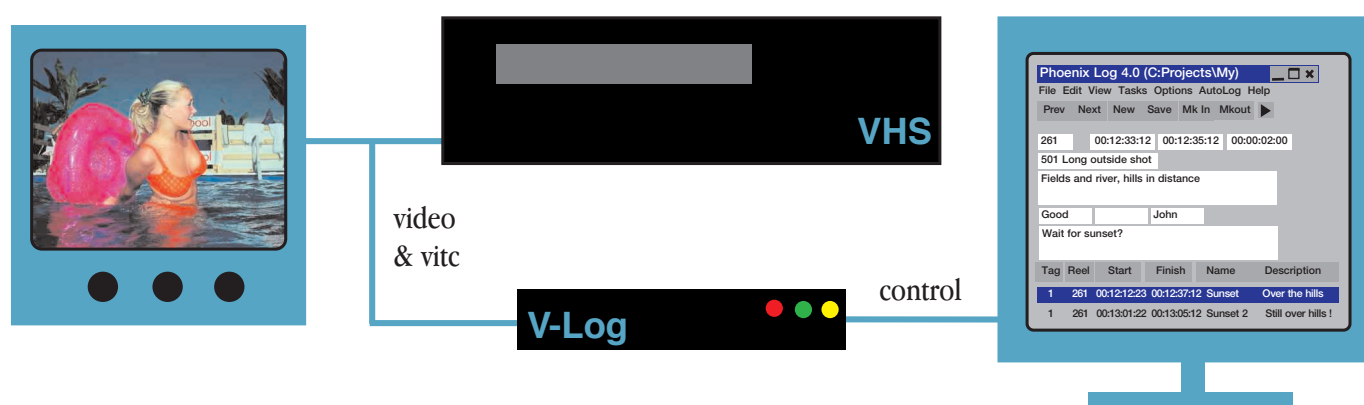 pool
pool
VHS
video
& vitc
V-Log
control
Phoenix Log 4.0 (C:Projects\My)
File Edit View Tasks Options AutoLog Help
Prev Next New Save Mk In Mkout
261 00:12:33:12 00:12:35:12 00:00:02:00
501 Long outside shot
Fields and river, hills in distance
Good John
Wait for sunset?
Tag Reel Start Finish Name Description
1 261 00:12:12:23 00:12:37:12 Sunset Over the hills
1 261 00:13:01:22 00:13:05:12 Sunset 2 Still over hills !